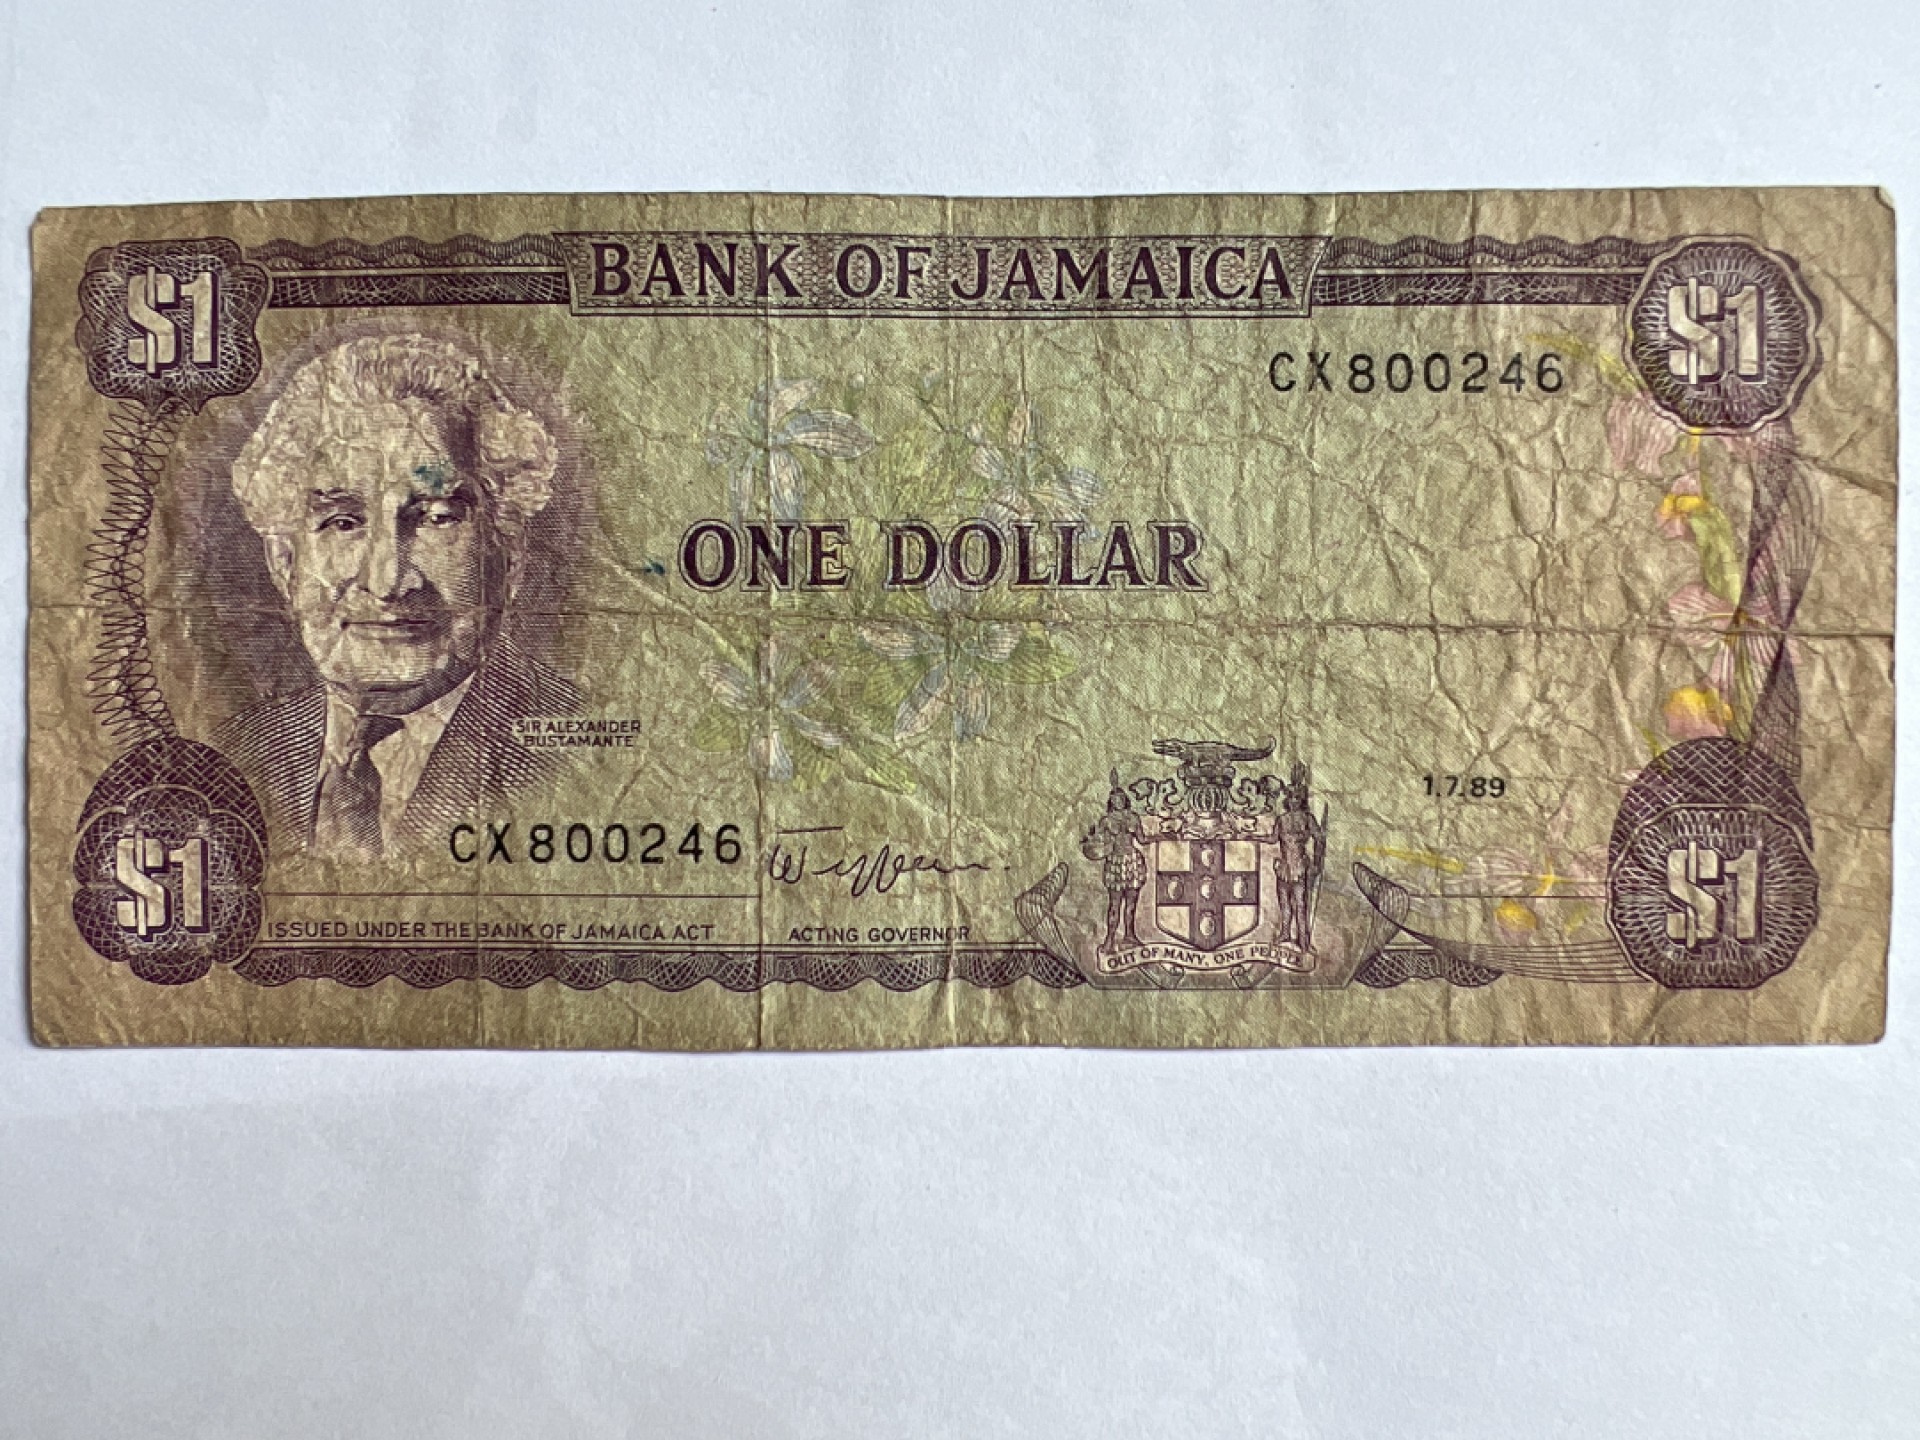 $1
BANK OF JAMAICA
$1
CX800246
ONE DOLLAR
SIR ALEXANDER
BUSTAMANTE
1.7.89
CX800246
$1
ISSUED UNDER THE BANK OF JAMAICA ACT
ACTING GOVERNOR
OUT OF MANY, ONE PEOPLE
$1